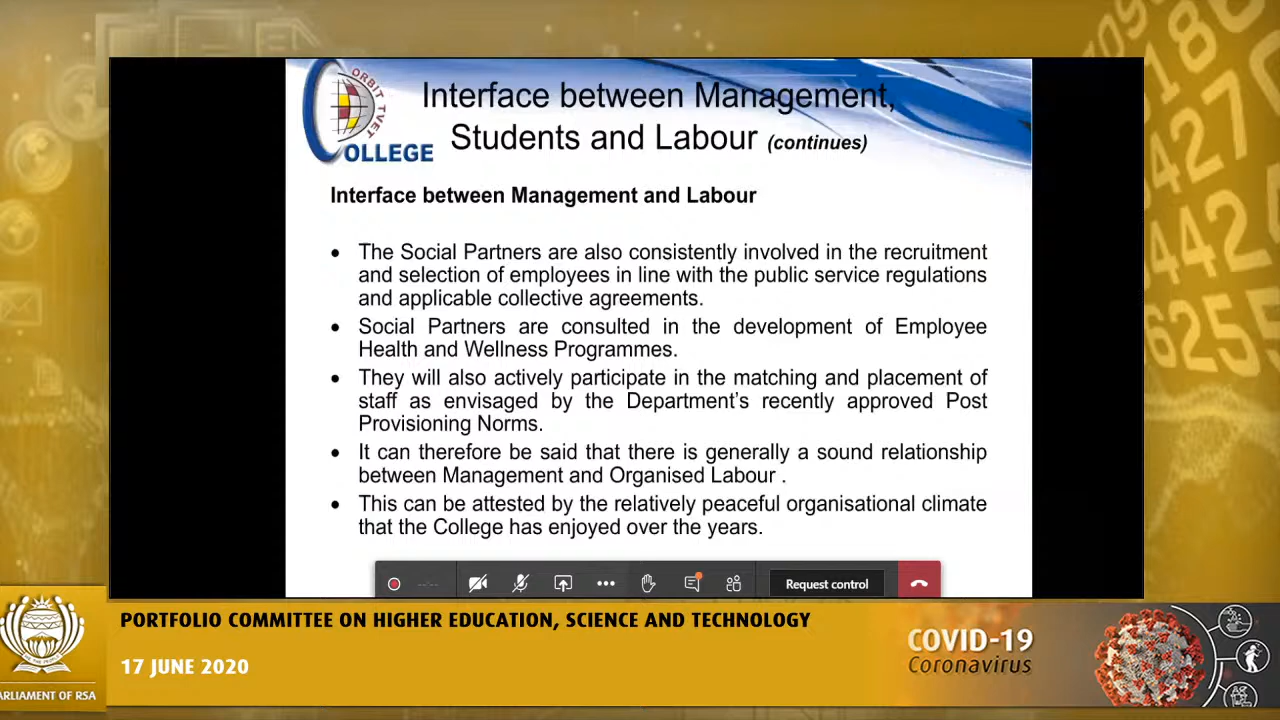 ORBIT TVET
COLLEGE
Interface between Management,
Students and Labour (continues)
Interface between Management and Labour
• The Social Partners are also consistently involved in the recruitment
and selection of employees in line with the public service regulations
and applicable collective agreements.
• Social Partners are consulted in the development of Employee
Health and Wellness Programmes.
• They will also actively participate in the matching and placement of
staff as envisaged by the Department's recently approved Post
Provisioning Norms.
• It can therefore be said that there is generally a sound relationship
between Management and Organised Labour .
• This can be attested by the relatively peaceful organisational climate
that the College has enjoyed over the years.
--:--
Request control
PORTFOLIO COMMITTEE ON HIGHER EDUCATION, SCIENCE AND TECHNOLOGY
17 JUNE 2020
ARLIAMENT OF RSA
COVID-19
Coronavirus